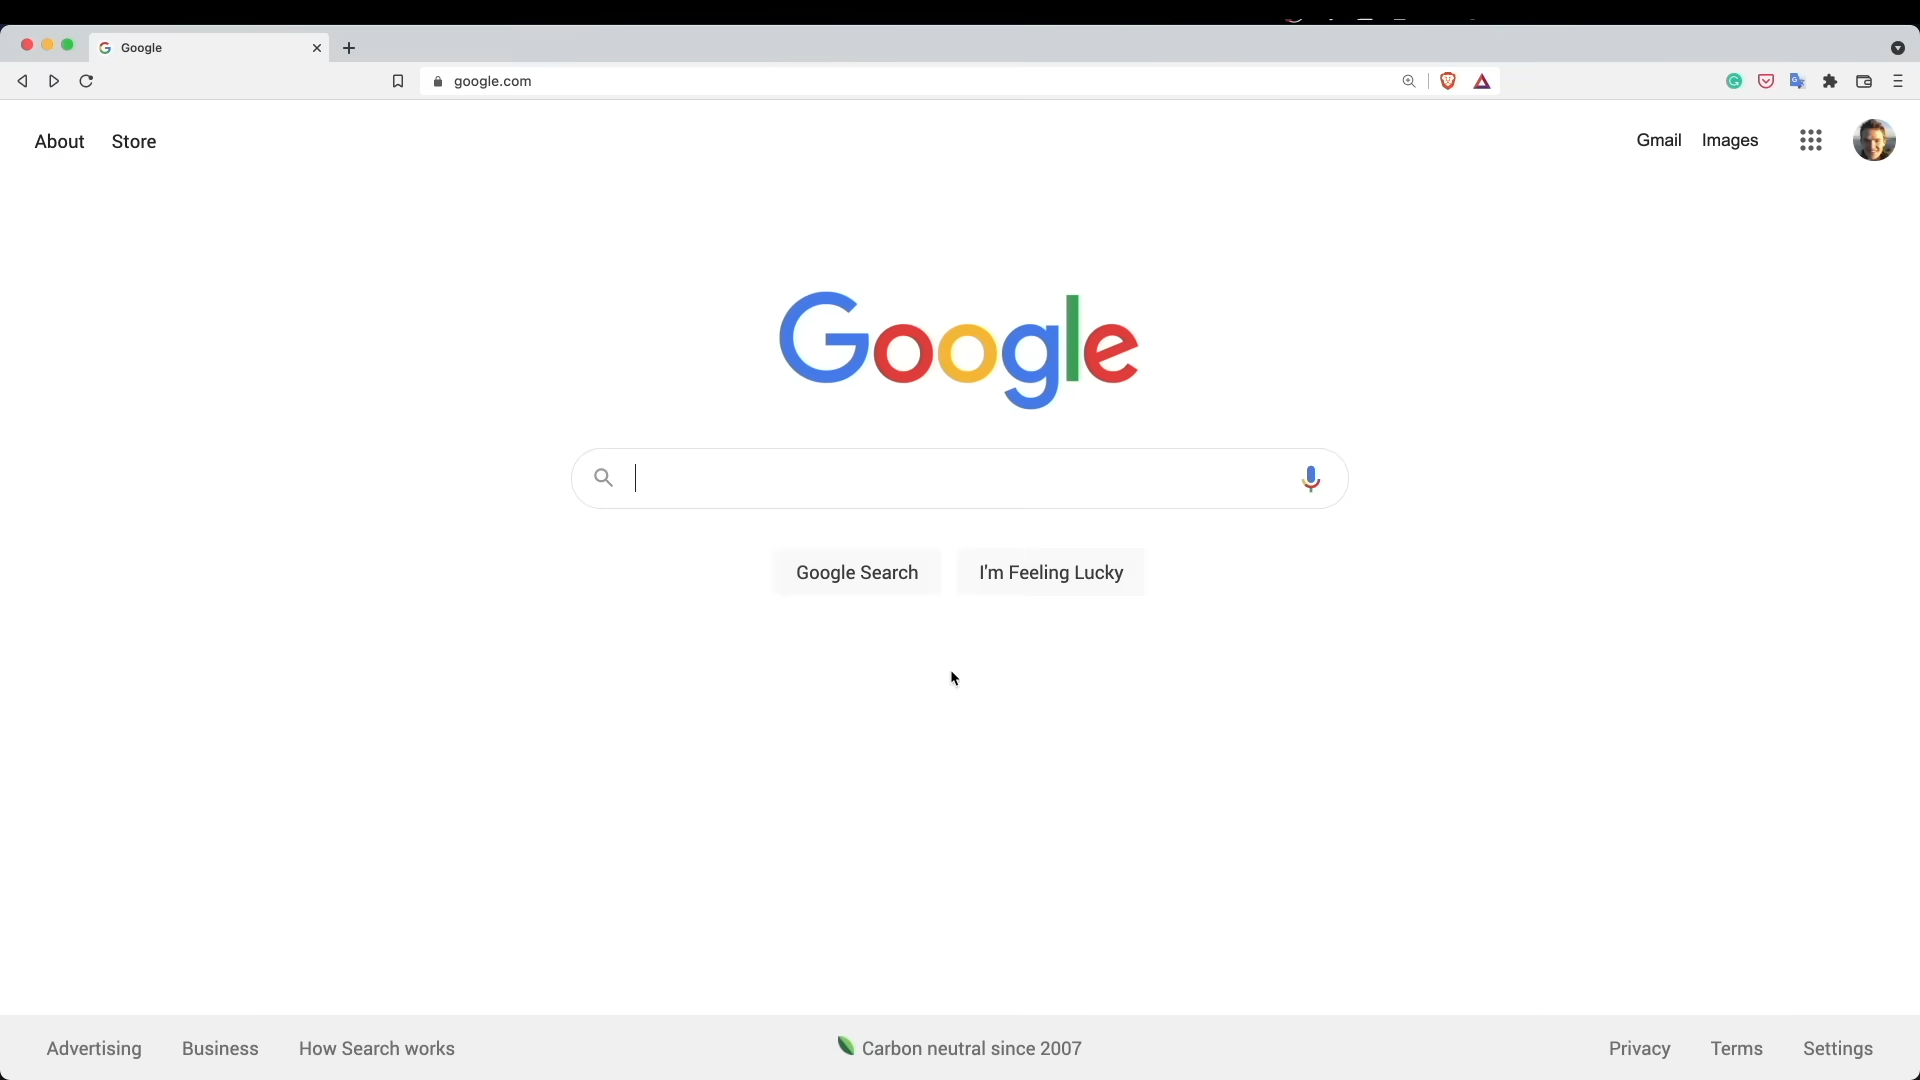 Google
google.com
About Store
Gmail Images
Google
Google Search I'm Feeling Lucky
Advertising Business How Search works
Carbon neutral since 2007
Privacy Terms Settings